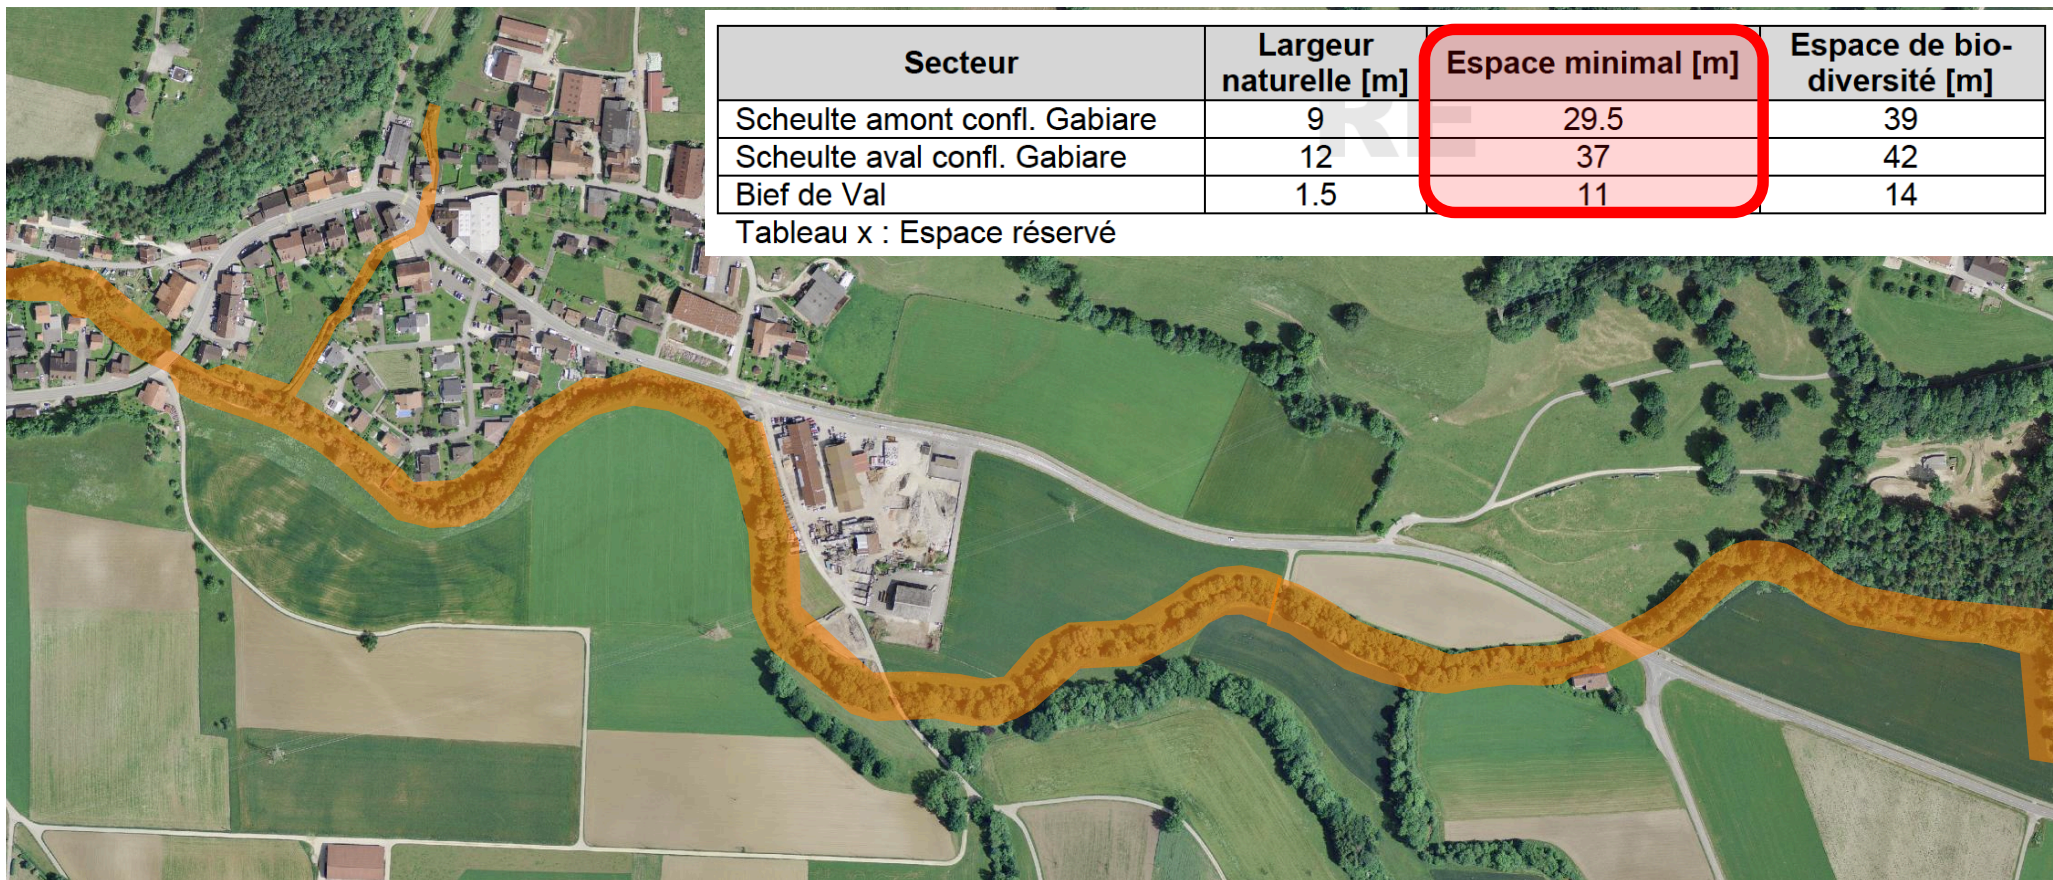 Secteur Largeur naturelle [m] Espace minimal [m] Espace de bio-diversité [m]
Scheulte amont confl. Gabiare 9 29.5 39
Scheulte aval confl. Gabiare 12 37 42
Bief de Val 1.5 11 14
Tableau x : Espace réservé
RE